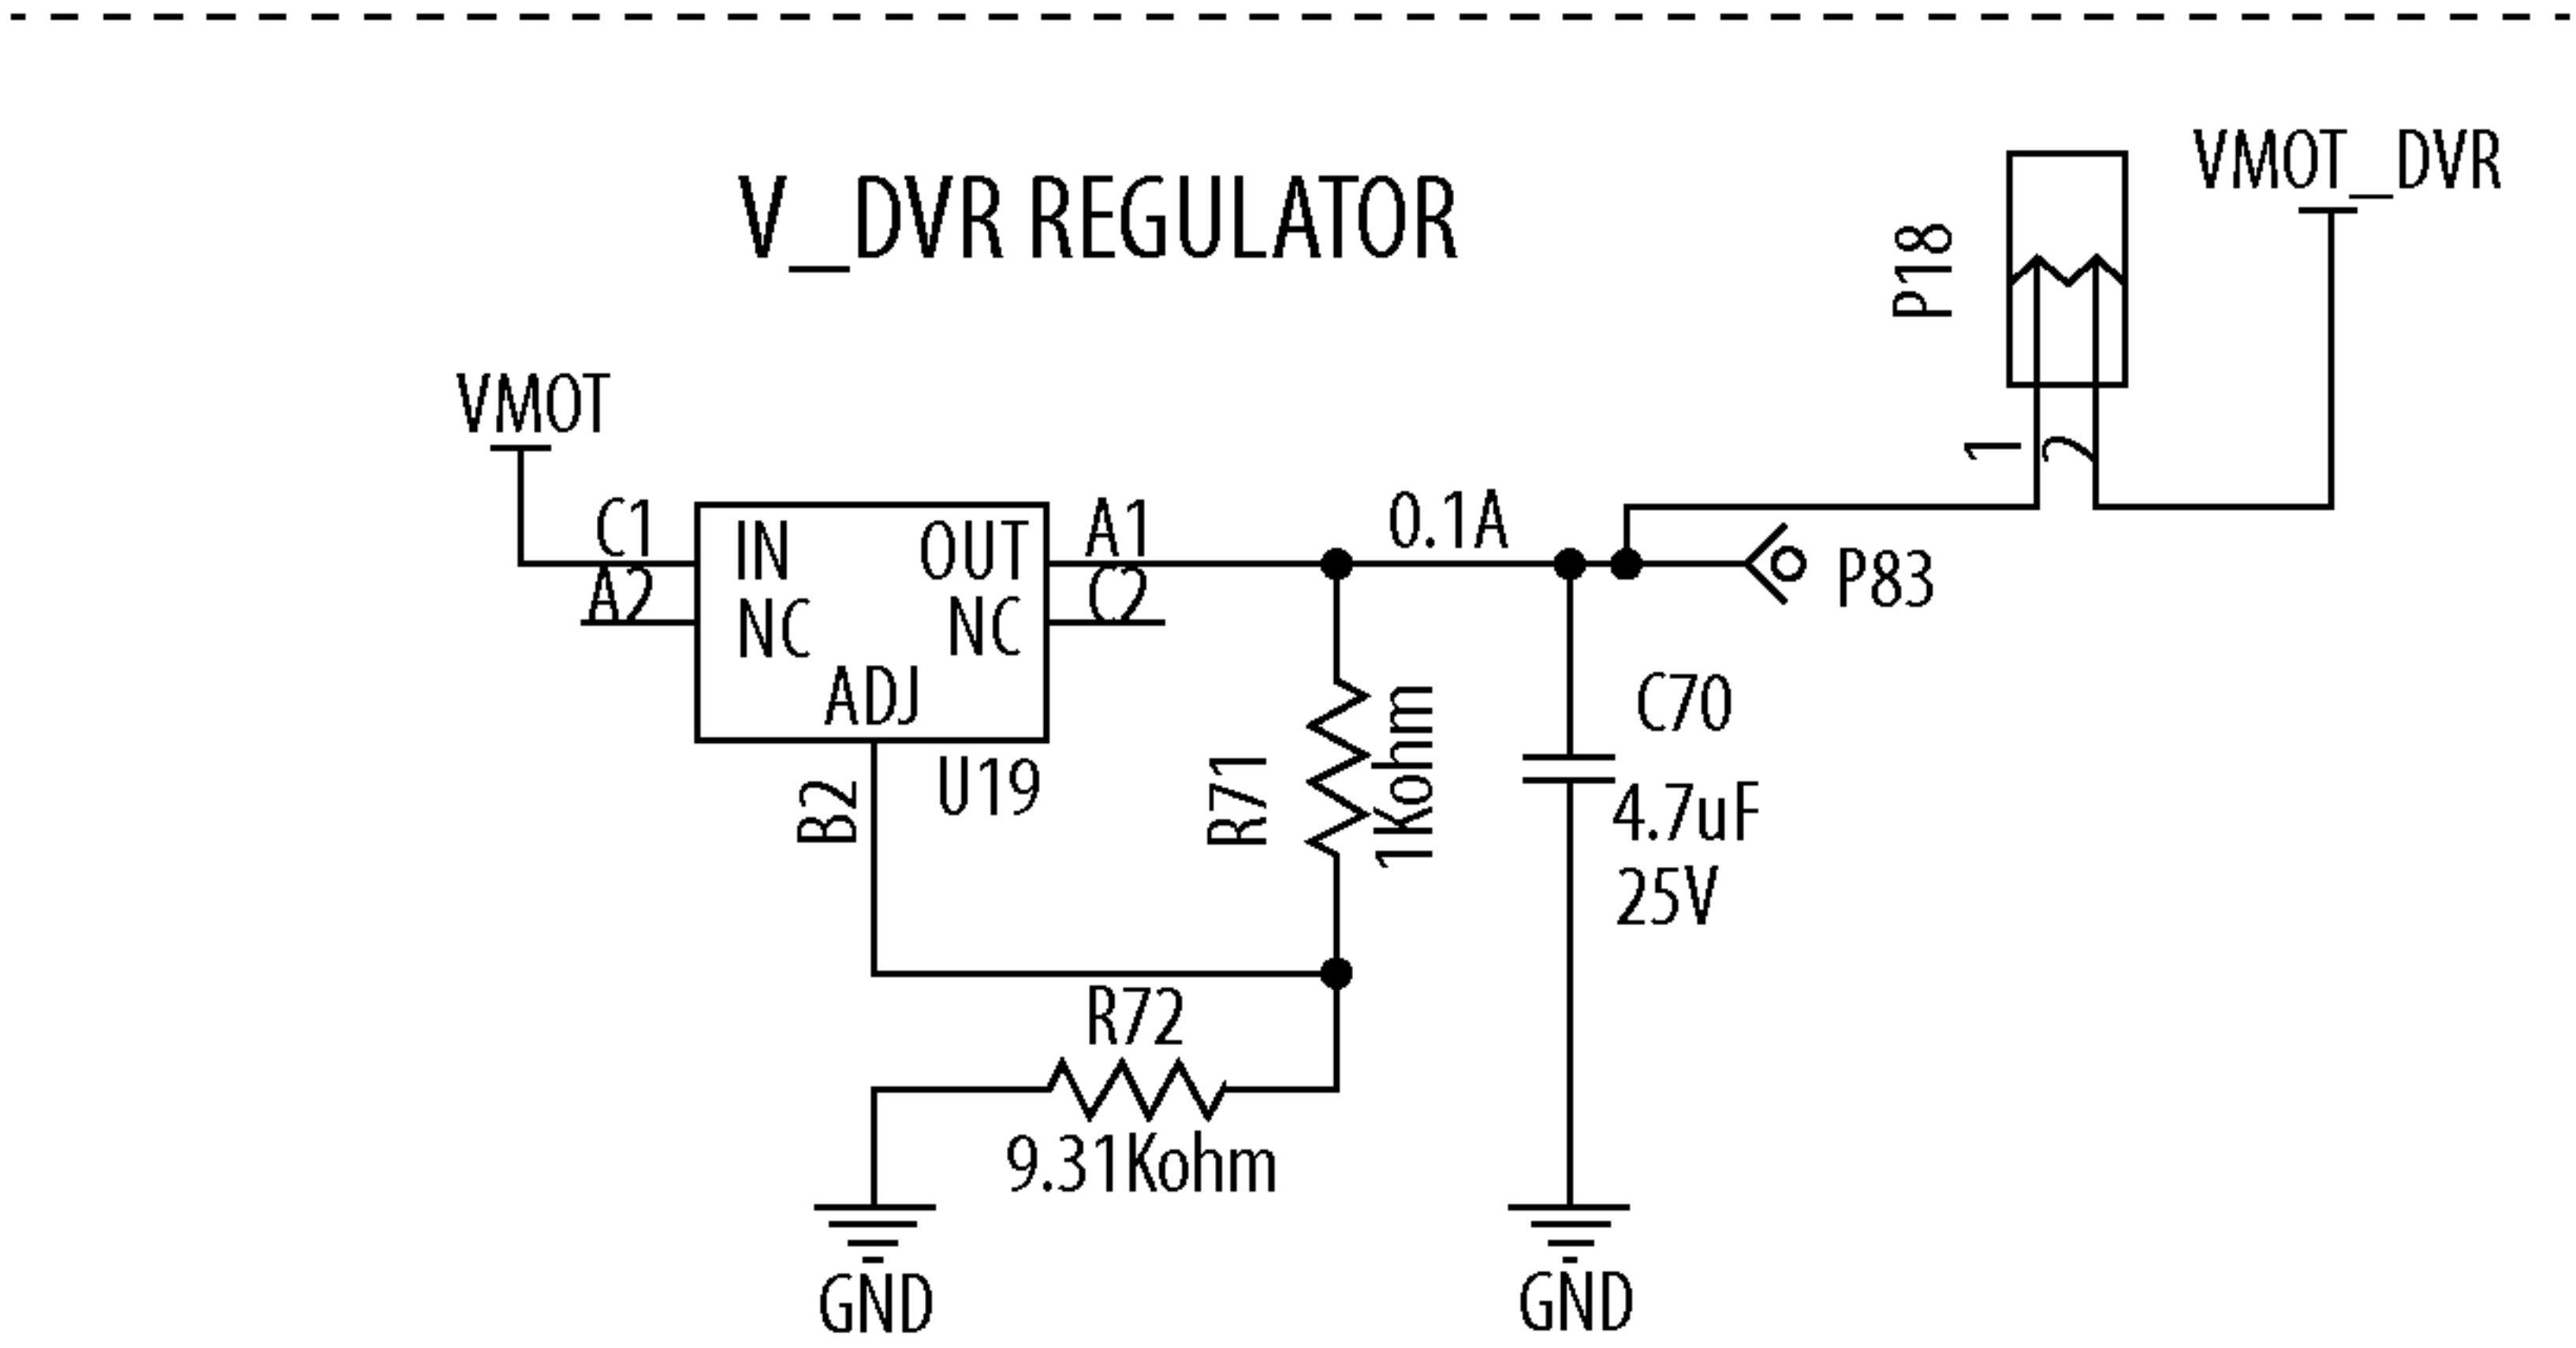 VMOT_DVR
V_DVR REGULATOR
P18
VMOT
1
2
C1
IN
OUT
A1
0.1A
A2
NC
NC
C2
P83
ADJ
U19
B2
R71
1Kohm
C70
4.7uF
25V
R72
9.31Kohm
GND
GND